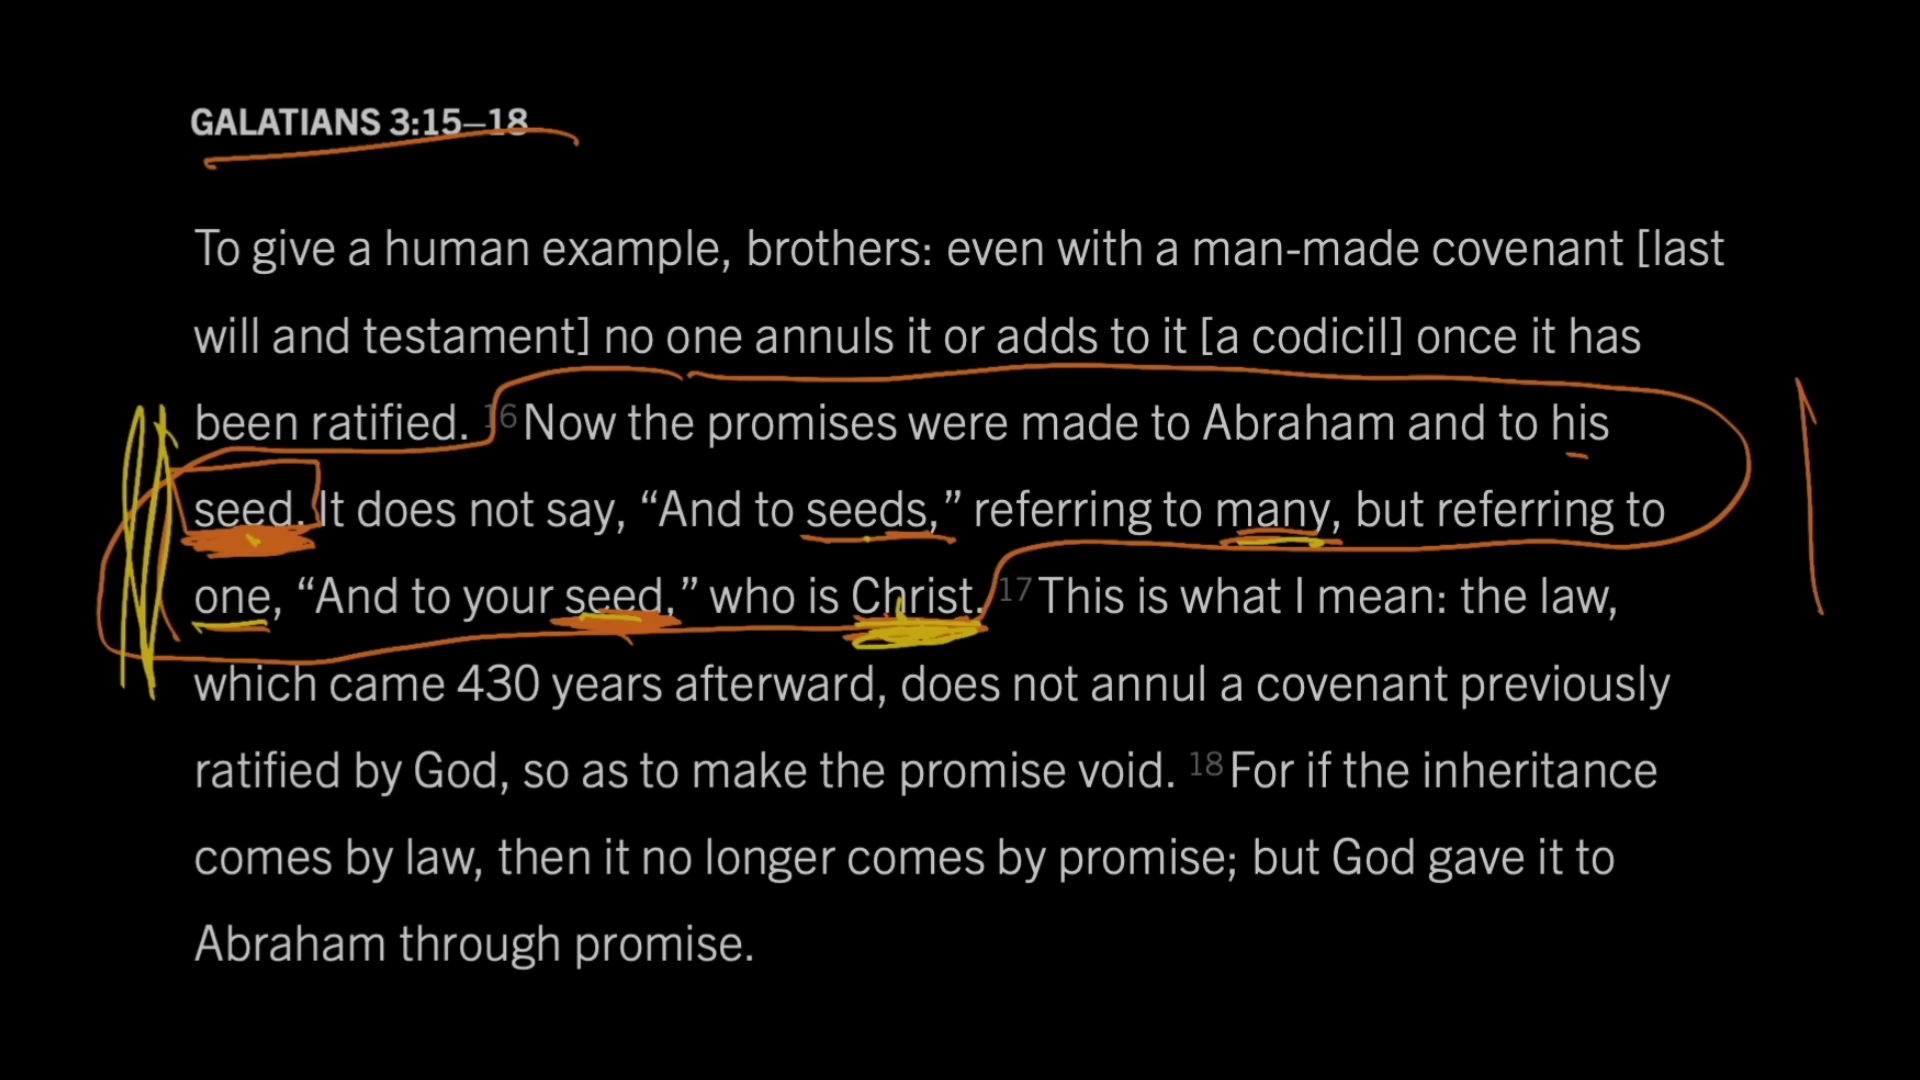 GALATIANS 3:15–18
To give a human example, brothers: even with a man-made covenant [last
will and testament] no one annuls it or adds to it [a codicil] once it has
been ratified. 16 Now the promises were made to Abraham and to his
seed. It does not say, “And to seeds,” referring to many, but referring to
one, “And to your seed,” who is Christ. 17 This is what I mean: the law,
which came 430 years afterward, does not annul a covenant previously
ratified by God, so as to make the promise void. 18 For if the inheritance
comes by law, then it no longer comes by promise; but God gave it to
Abraham through promise.